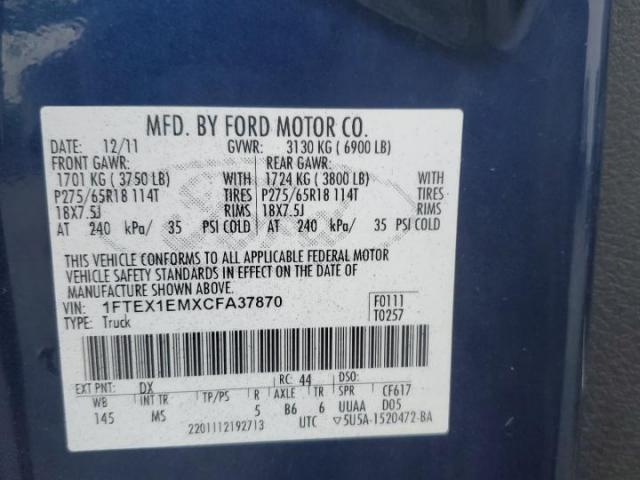 MFD. BY FORD MOTOR CO.
DATE: 12/11 GVWR: 3130 KG ( 6900 LB)
FRONT GAWR: REAR GAWR:
1701 KG ( 3750 LB) WITH 1724 KG ( 3800 LB) WITH
P275/65R18 114T TIRES P275/65R18 114T TIRES
18X7.5J RIMS 18X7.5J RIMS
AT 240 kPa/ 35 PSI COLD AT 240 kPa/ 35 PSI COLD
THIS VEHICLE CONFORMS TO ALL APPLICABLE FEDERAL MOTOR
VEHICLE SAFETY STANDARDS IN EFFECT ON THE DATE OF
MANUFACTURE SHOWN ABOVE.
VIN: 1FTEX1EMXCFA37870 F0111
TYPE: Truck T0257
EXT PNT: DX RC: 44 DSO:
WB INT TR TP/PS R AXLE TR SPR CF617
145 MS 5 B6 6 UUAA D05
2201112192713 UTC ▽5U5A-1520472-BA